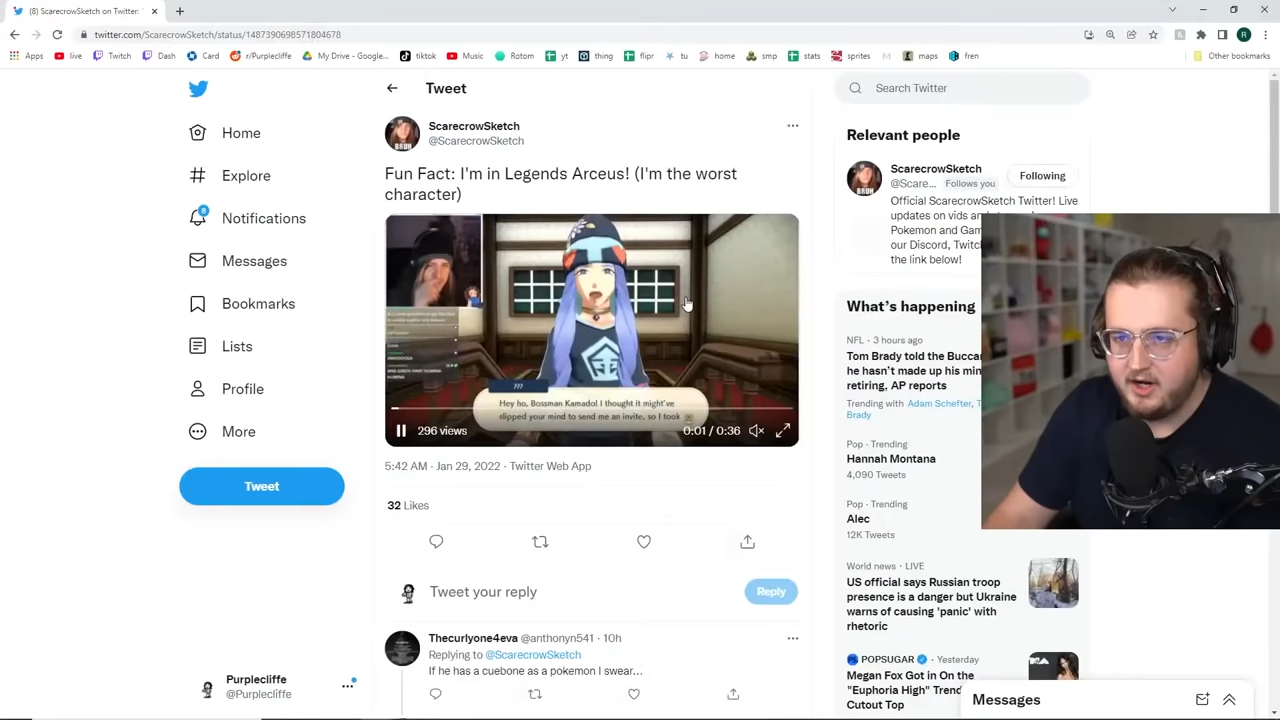 (8) ScarecrowSketch on Twitter:
twitter.com/ScarecrowSketch/status/1487390698571804678
Apps
live
Twitch
Dash
Card
r/Purplecliffe
My Drive - Google...
tiktok
Music
Rotom
yt
thing
flipr
tu
home
smp
stats
sprites
maps
fren
Other bookmarks
Home
Explore
8
Notifications
Messages
Bookmarks
Lists
Profile
More
Tweet
Purplecliffe
@Purplecliffe
Tweet
BRUH
ScarecrowSketch
@ScarecrowSketch
Fun Fact: I'm in Legends Arceus! (I'm the worst
character)
???
Hey ho, Bossman Kamado! I thought it might've
slipped your mind to send me an invite, so I took
296 views
0:01 / 0:36
5:42 AM · Jan 29, 2022 · Twitter Web App
32 Likes
Tweet your reply
Reply
Thecurlyone4eva @anthonyn541 · 10h
Replying to @ScarecrowSketch
If he has a cuebone as a pokemon I swear...
Search Twitter
Relevant people
BRUH
ScarecrowSketch
@Scare...
Follows you
Following
Official ScarecrowSketch Twitter! Live
updates on vids and
Pokemon and Gam
our Discord, Twitc
the link below!
What's happening
NFL · 3 hours ago
Tom Brady told the Bucca
he hasn't made up his min
retiring, AP reports
Trending with Adam Schefter, T
Brady
Pop · Trending
Hannah Montana
4,090 Tweets
Pop · Trending
Alec
12K Tweets
World news · LIVE
US official says Russian troop
presence is a danger but Ukraine
warns of causing 'panic' with
rhetoric
POPSUGAR · Yesterday
Megan Fox Got in On the
"Euphoria High" Trend
Cutout Top
Messages